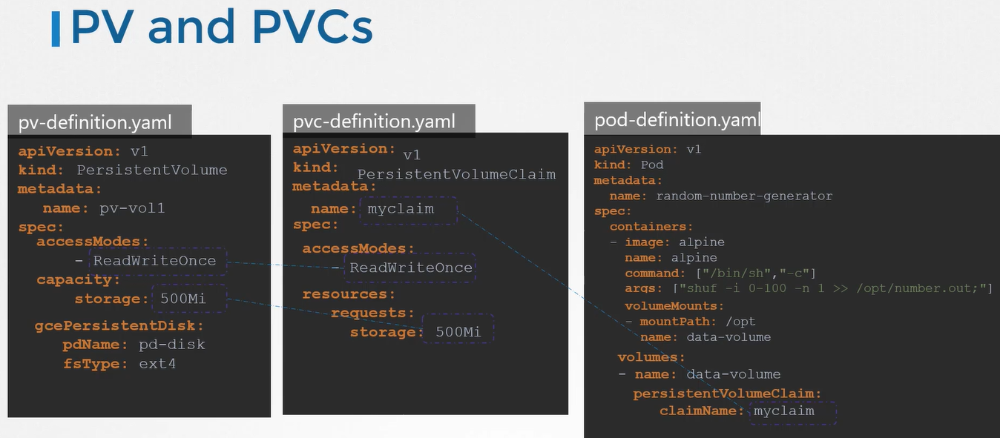 PV and PVCs
pv-definition.yaml
apiVersion: v1
kind: PersistentVolume
metadata:
name: pv-vol1
spec:
accessModes:
- ReadWriteOnce
capacity:
storage: 500Mi
gcePersistentDisk:
pdName: pd-disk
fsType: ext4
pvc-definition.yaml
apiVersion: v1
kind: PersistentVolumeClaim
metadata:
name: myclaim
spec:
accessModes:
- ReadWriteOnce
resources:
requests:
storage: 500Mi
pod-definition.yaml
apiVersion: v1
kind: Pod
metadata:
name: random-number-generator
spec:
containers:
- image: alpine
name: alpine
command: ["/bin/sh","-c"]
args: ["shuf -i 0-100 -n 1 >> /opt/number.out;"]
volumeMounts:
- mountPath: /opt
name: data-volume
volumes:
- name: data-volume
persistentVolumeClaim:
claimName: myclaim